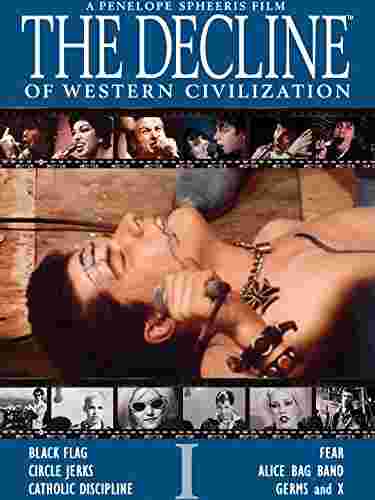 A PENELOPE SPHEERIS FILM
THE DECLINE™
OF WESTERN CIVILIZATION
BLACK FLAG
CIRCLE JERKS
CATHOLIC DISCIPLINE
I
FEAR
ALICE BAG BAND
GERMS and X